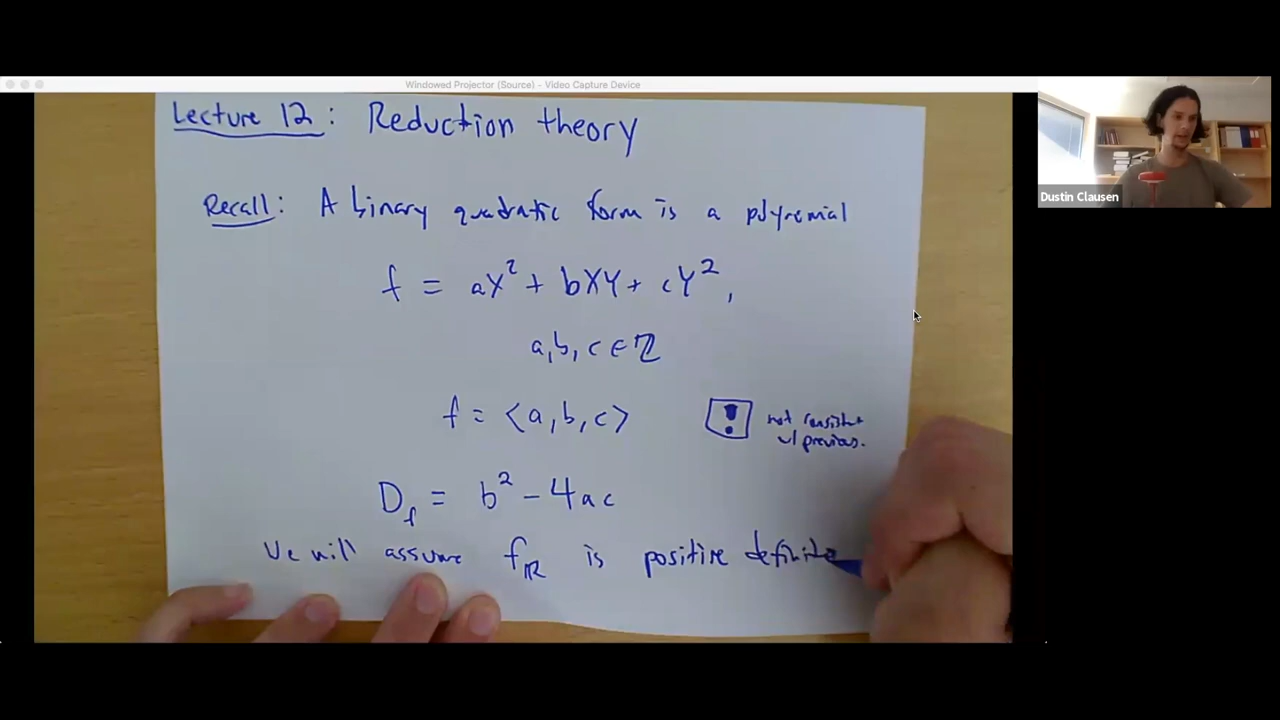 Windowed Projector (Source) - Video Capture Device
Lecture 12: Reduction theory
Recall: A binary quadratic form is a polynomial
f = aX² + bXY + cY²,
a, b, c ∈ ℤ
f = ⟨a, b, c⟩
! not consistent
w/ previous.
D_f = b² - 4ac
We will assume f_ℝ is positive definite
Dustin Clausen